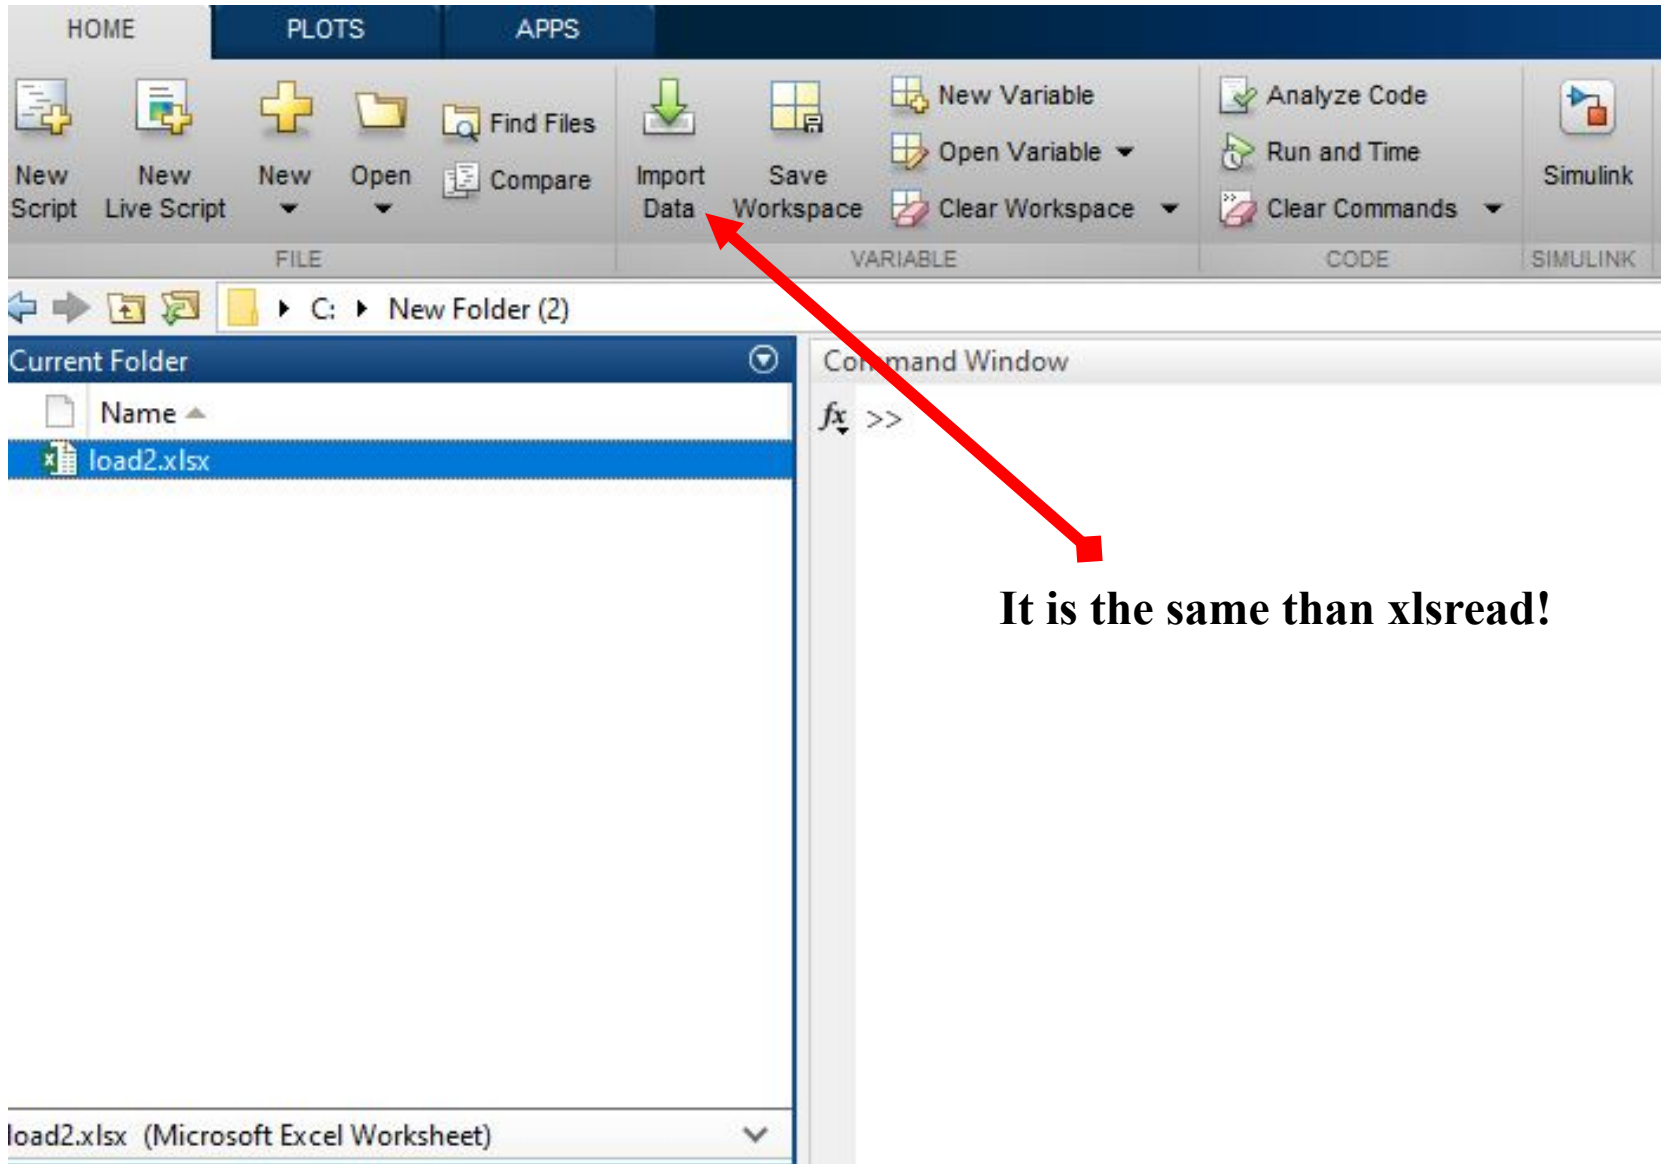 HOME PLOTS APPS
New Script
New Live Script
New
Open
Find Files
Compare
Import Data
Save Workspace
New Variable
Open Variable
Clear Workspace
Analyze Code
Run and Time
Clear Commands
Simulink
FILE VARIABLE CODE SIMULINK
C: New Folder (2)
Current Folder
Name
load2.xlsx
Command Window
fx >>
It is the same than xlsread!
load2.xlsx (Microsoft Excel Worksheet)